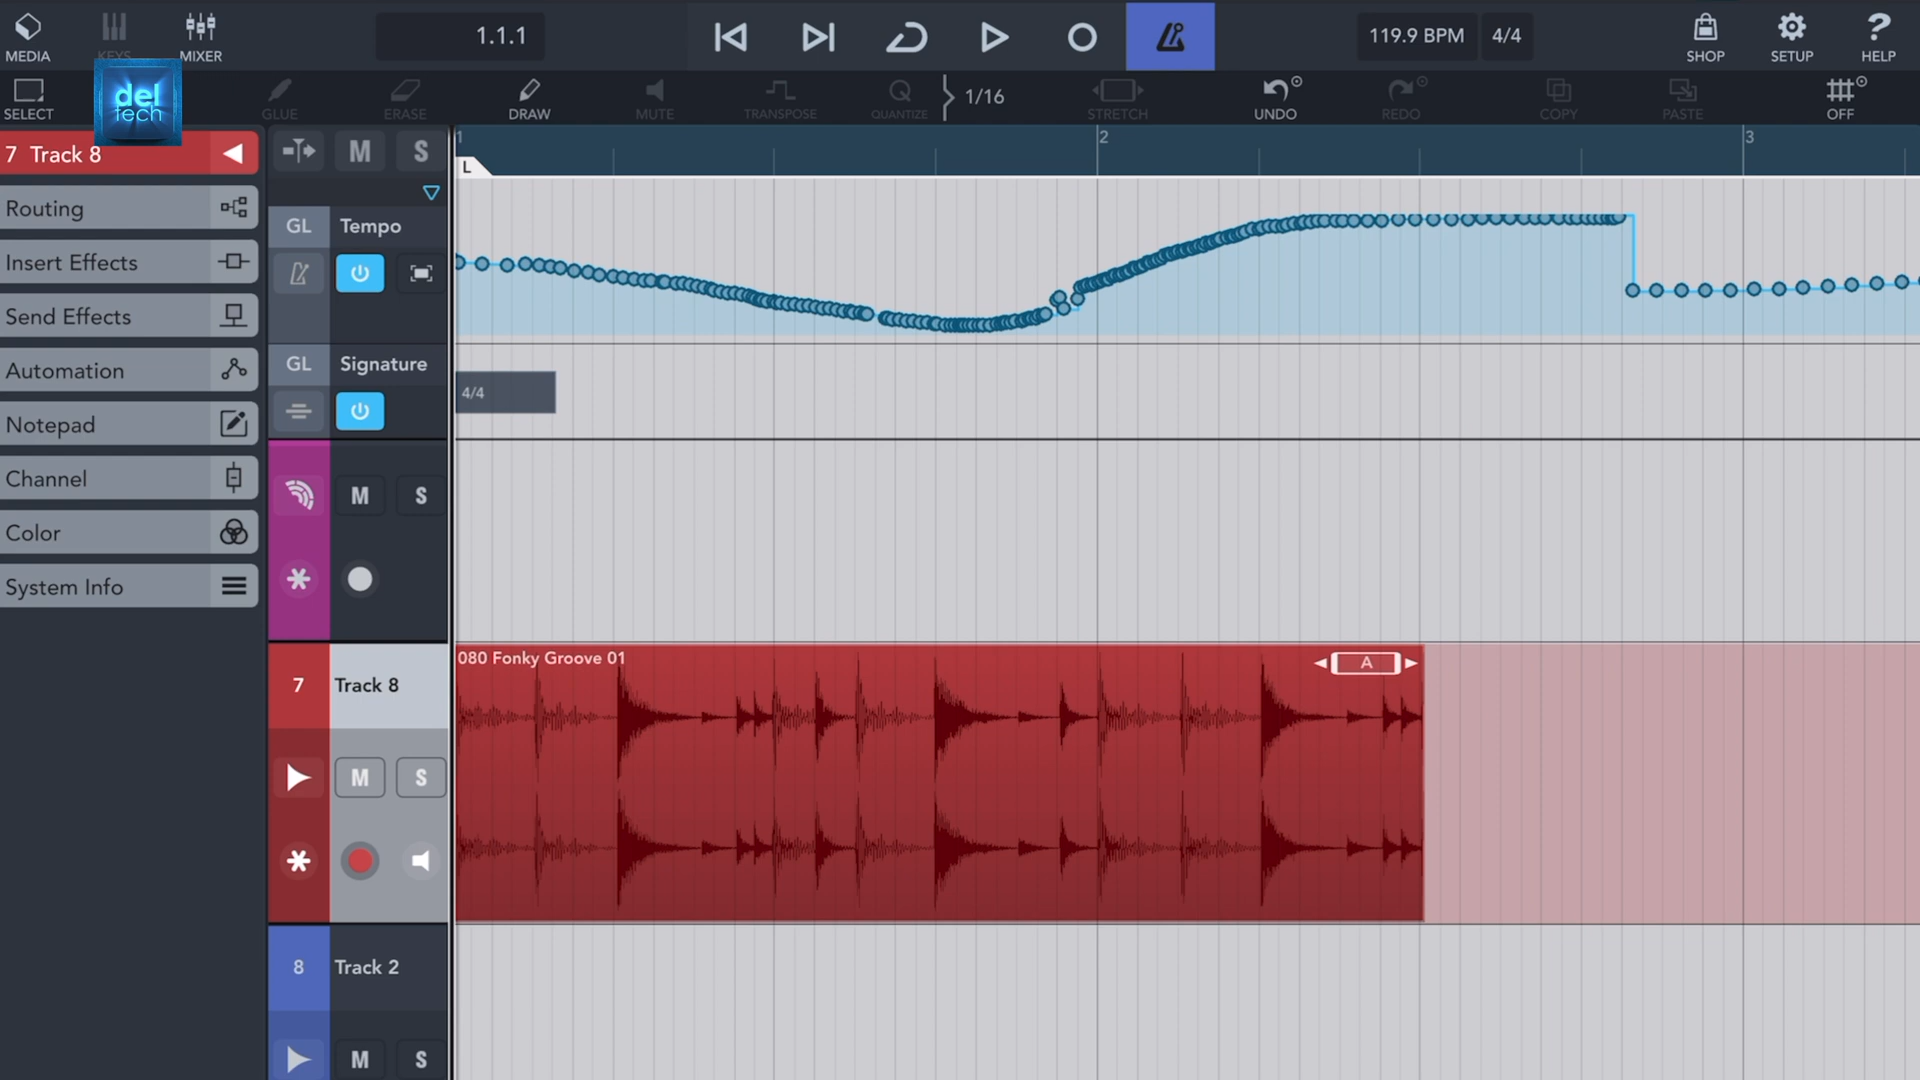 MEDIA
KEYS
MIXER
1.1.1
119.9 BPM
4/4
SHOP
SETUP
HELP
del
tech
SELECT
GLUE
ERASE
DRAW
MUTE
TRANSPOSE
QUANTIZE
1/16
STRETCH
UNDO
REDO
COPY
PASTE
OFF
7 Track 8
Routing
Insert Effects
Send Effects
Automation
Notepad
Channel
Color
System Info
M
S
1
2
3
L
GL
Tempo
GL
Signature
4/4
M
S
7
Track 8
M
S
080 Fonky Groove 01
A
8
Track 2
M
S